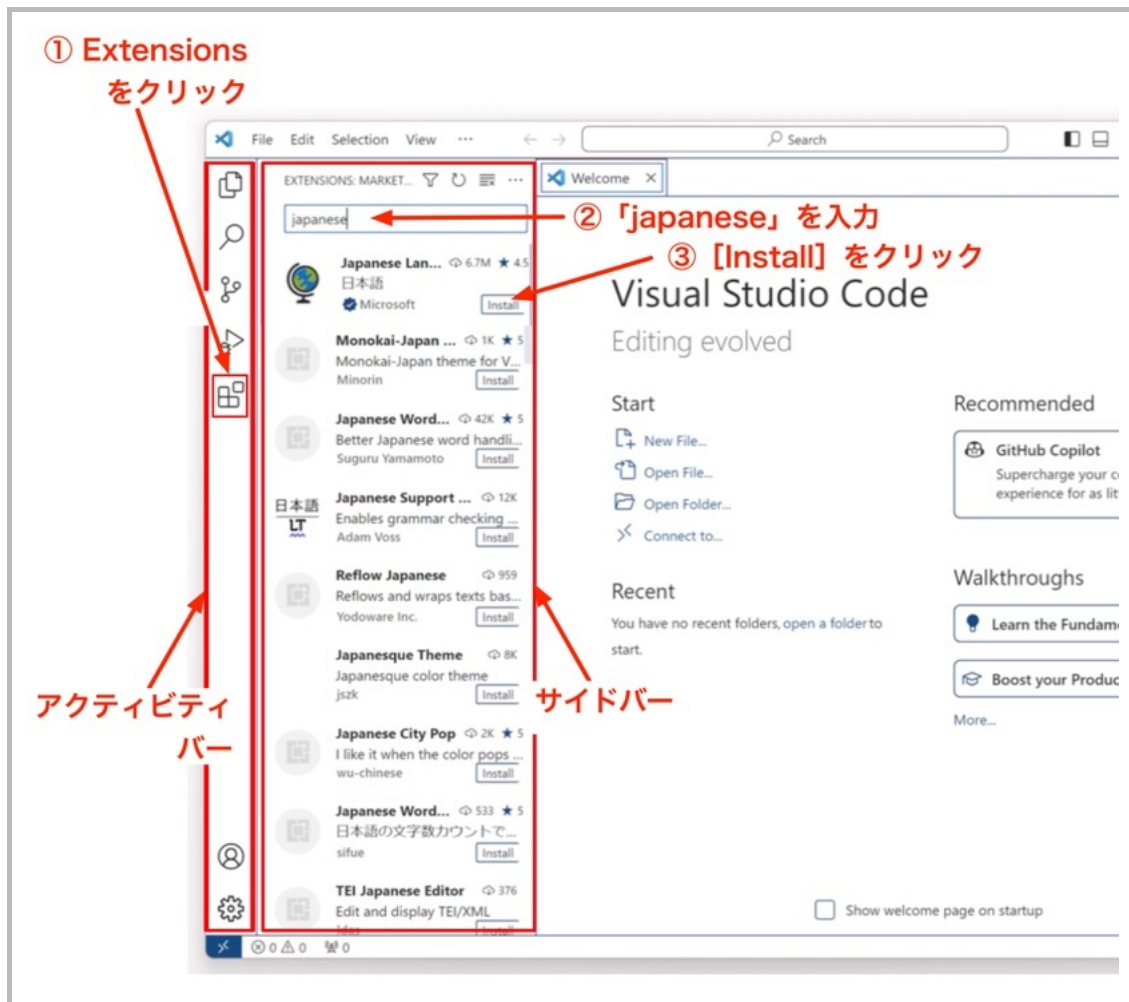 ① Extensions
をクリック
File Edit Selection View ··· Search
EXTENSIONS: MARKET... ···
Welcome
japanese
②「japanese」を入力
③［Install］をクリック
Japanese Lan... 6.7M ★ 4.5
日本語
Microsoft Install
Monokai-Japan ... 1K ★ 5
Monokai-Japan theme for V...
Minorin Install
Japanese Word... 42K ★ 5
Better Japanese word handli...
Suguru Yamamoto Install
日本語
LT
Japanese Support ... 12K
Enables grammar checking ...
Adam Voss Install
Reflow Japanese 959
Reflows and wraps texts bas...
Yodoware Inc. Install
Japanesque Theme 8K
Japanesque color theme
jszk Install
Japanese City Pop 2K ★ 5
I like it when the color pops ...
wu-chinese Install
Japanese Word... 533 ★ 5
日本語の文字数カウントで...
sifue Install
TEI Japanese Editor 376
Edit and display TEI/XML
アクティビティ
バー
サイドバー
Visual Studio Code
Editing evolved
Start
New File...
Open File...
Open Folder...
Connect to...
Recent
You have no recent folders, open a folder to
start.
Recommended
GitHub Copilot
Supercharge your
experience for as
Walkthroughs
Learn the
Boost your
More...
Show welcome page on startup
0 0 0